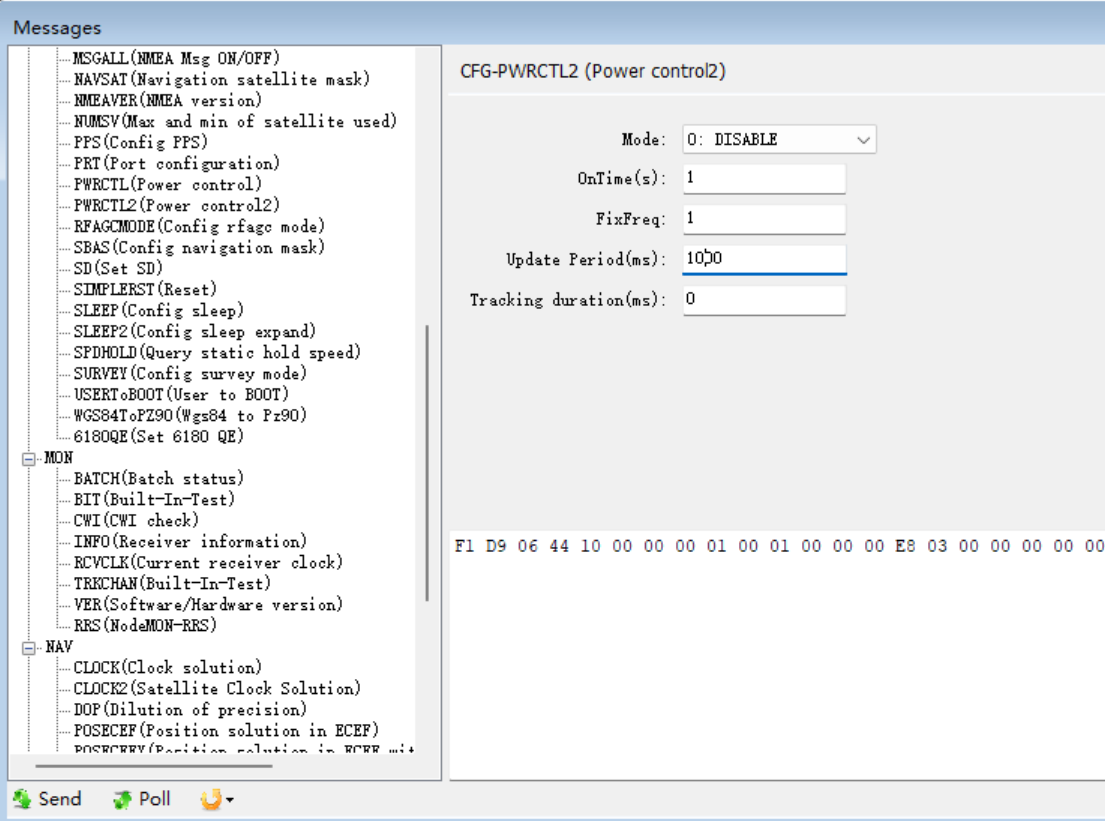 Messages
MSGALL(NMEA Msg ON/OFF)
NAVSAT(Navigation satellite mask)
NMEAVER(NMEA version)
NUMSV(Max and min of satellite used)
PPS(Config PPS)
PRT(Port configuration)
PWRCTL(Power control)
PWRCTL2(Power control2)
RFAGCMODE(Config rfagc mode)
SBAS(Config navigation mask)
SD(Set SD)
SIMPLERST(Reset)
SLEEP(Config sleep)
SLEEP2(Config sleep expand)
SPDHOLD(Query static hold speed)
SURVEY(Config survey mode)
USERToBOOT(User to BOOT)
WGS84ToPZ90(Wgs84 to Pz90)
6180QE(Set 6180 QE)
MON
BATCH(Batch status)
BIT(Built-In-Test)
CWI(CWI check)
INFO(Receiver information)
RCVCLK(Current receiver clock)
TRKCHAN(Built-In-Test)
VER(Software/Hardware version)
RRS(NodeMON-RRS)
NAV
CLOCK(Clock solution)
CLOCK2(Satellite Clock Solution)
DOP(Dilution of precision)
POSECEF(Position solution in ECEF)
CFG-PWRCTL2 (Power control2)
Mode: 0: DISABLE
OnTime(s): 1
FixFreq: 1
Update Period(ms): 1000
Tracking duration(ms): 0
F1 D9 06 44 10 00 00 00 01 00 01 00 00 00 E8 03 00 00 00 00 00
Send Poll